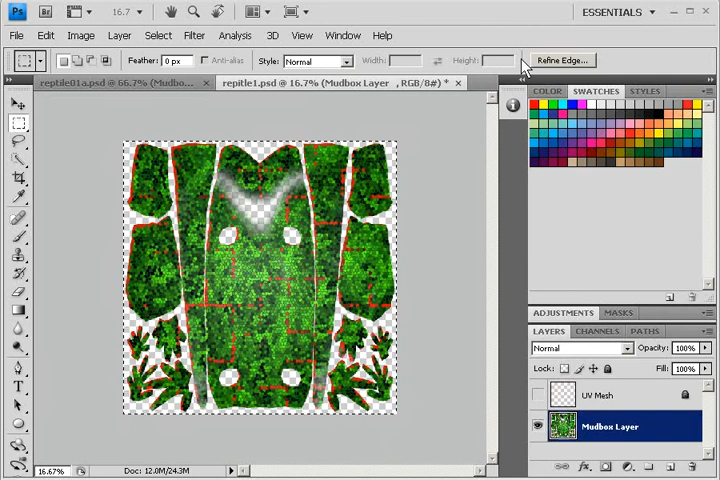 Ps Br 16.7 ESSENTIALS
File Edit Image Layer Select Filter Analysis 3D View Window Help
Feather: 0 px Anti-alias Style: Normal Width: Height: Refine Edge...
reptile01a.psd @ 66.7% (Mudbo... × repitle1.psd @ 16.7% (Mudbox Layer , RGB/8#) * ×
COLOR SWATCHES STYLES
ADJUSTMENTS MASKS
LAYERS CHANNELS PATHS
Normal Opacity: 100%
Lock: Fill: 100%
UV Mesh
Mudbox Layer
16.67% Doc: 12.0M/24.3M